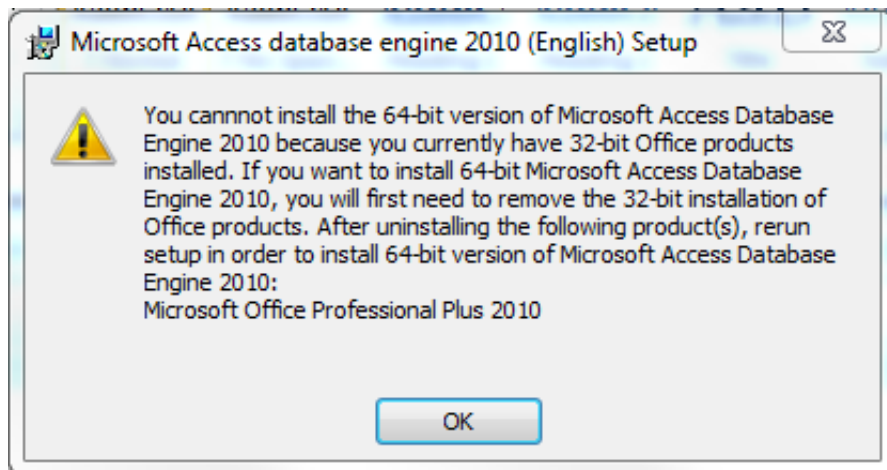 Microsoft Access database engine 2010 (English) Setup
You cannnot install the 64-bit version of Microsoft Access Database
Engine 2010 because you currently have 32-bit Office products
installed. If you want to install 64-bit Microsoft Access Database
Engine 2010, you will first need to remove the 32-bit installation of
Office products. After uninstalling the following product(s), rerun
setup in order to install 64-bit version of Microsoft Access Database
Engine 2010:
Microsoft Office Professional Plus 2010
OK